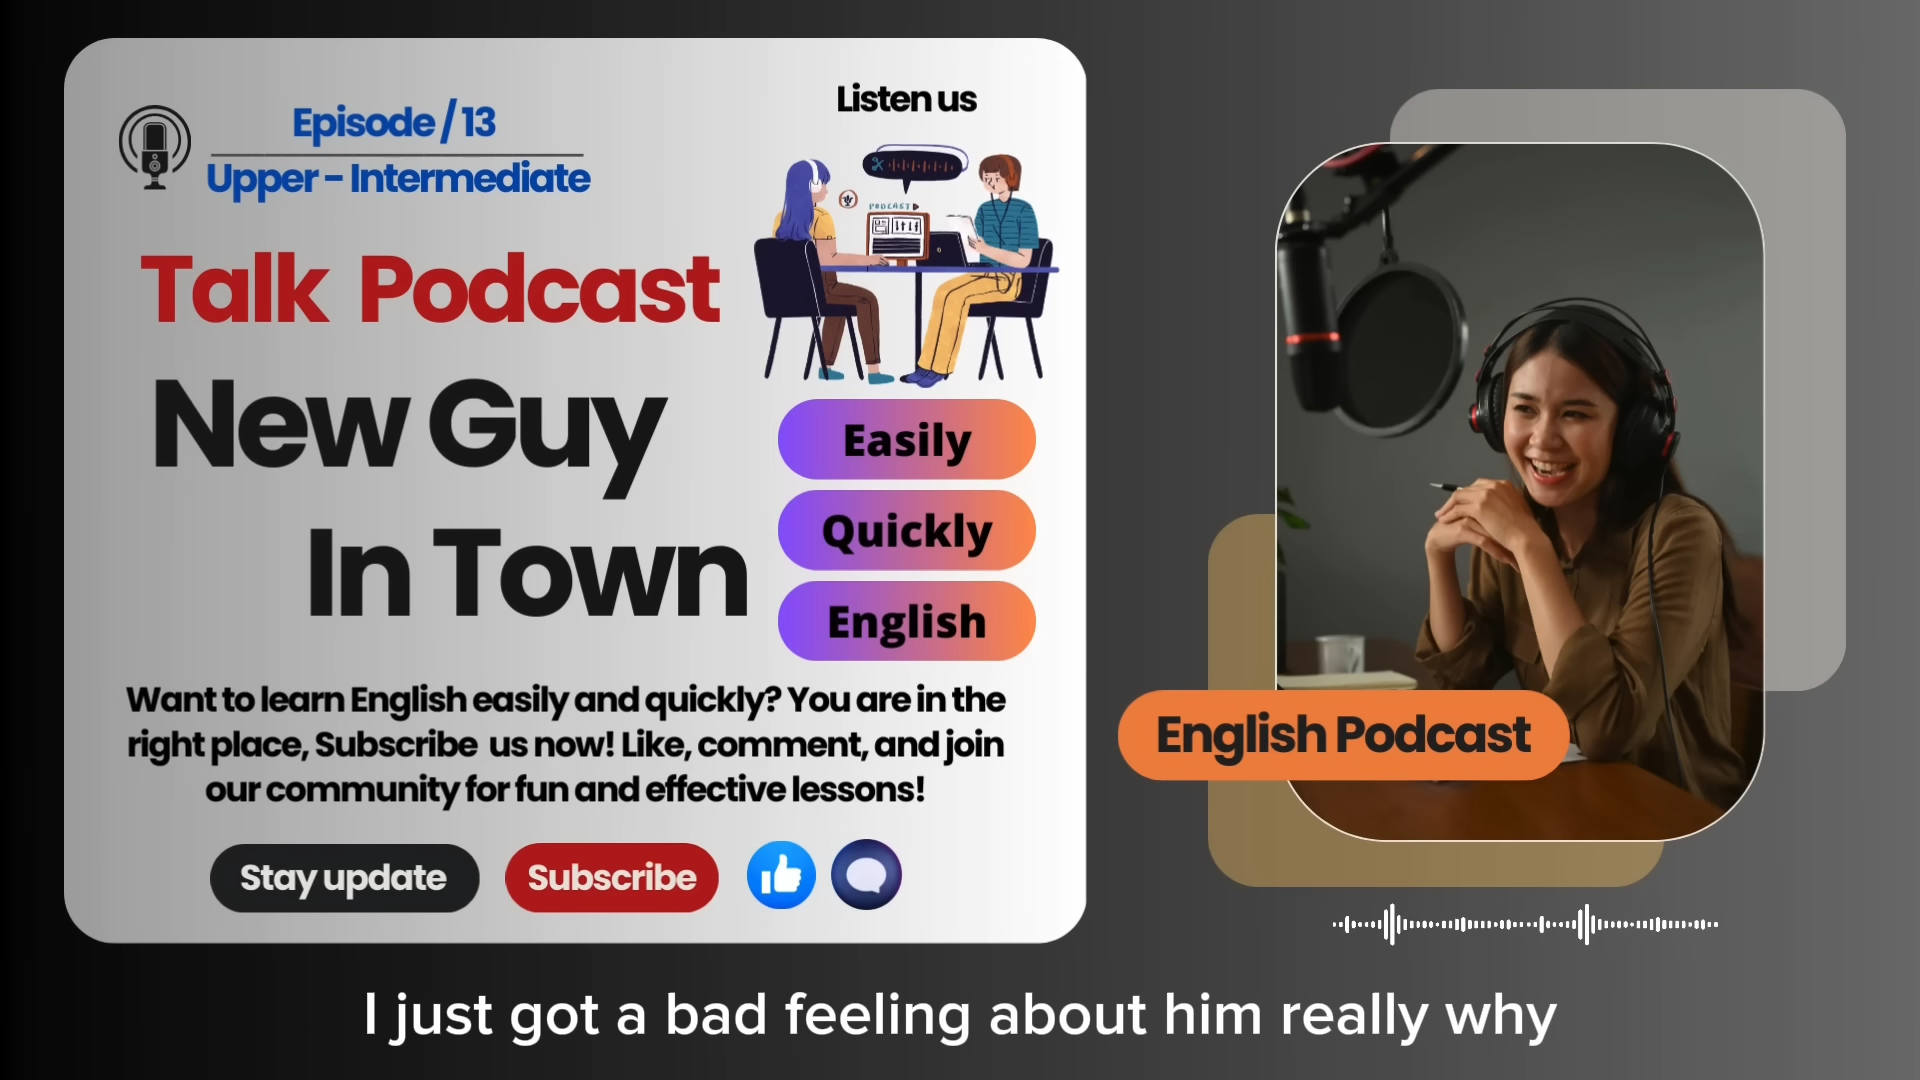 Episode / 13
Upper - Intermediate
Listen us
PODCAST
Talk Podcast
New Guy
In Town
Easily
Quickly
English
Want to learn English easily and quickly? You are in the
right place, Subscribe us now! Like, comment, and join
our community for fun and effective lessons!
Stay update
Subscribe
English Podcast
I just got a bad feeling about him really why